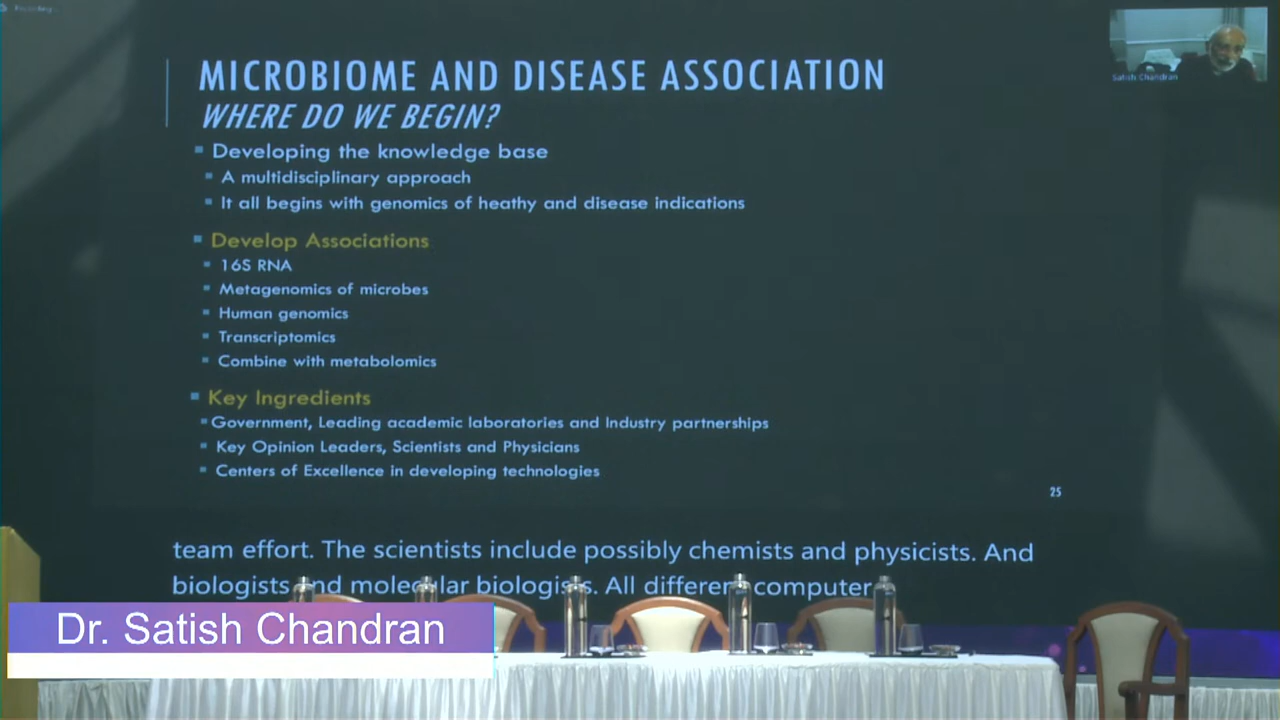 Satish Chandran
MICROBIOME AND DISEASE ASSOCIATION
WHERE DO WE BEGIN?
Developing the knowledge base
A multidisciplinary approach
It all begins with genomics of heathy and disease indications
Develop Associations
16S RNA
Metagenomics of microbes
Human genomics
Transcriptomics
Combine with metabolomics
Key Ingredients
Government, Leading academic laboratories and Industry partnerships
Key Opinion Leaders, Scientists and Physicians
Centers of Excellence in developing technologies
25
team effort. The scientists include possibly chemists and physicists. And
biologists and molecular biologists. All different computer
Dr. Satish Chandran